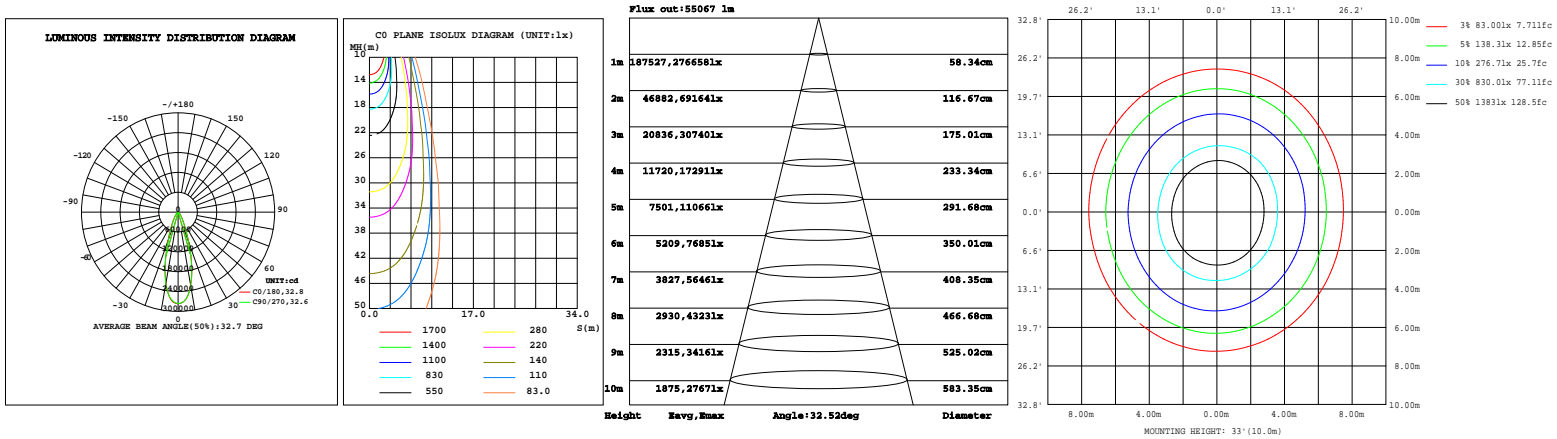 LUMINOUS INTENSITY DISTRIBUTION DIAGRAM
-/+180
-150 150
-120 120
-90 90
-60 60
-30 30
0
0
60000
120000
180000
240000
300000
UNIT:cd
C0/180,32.8
C90/270,32.6
AVERAGE BEAM ANGLE(50%):32.7 DEG
C0 PLANE ISOLUX DIAGRAM (UNIT:lx)
MH(m)
10
14
18
22
26
30
34
38
42
46
50
0.0 17.0 34.0
S(m)
1700 280
1400 220
1100 140
830 110
550 83.0
Flux out:55067 lm
1m 187527,276658lx 58.34cm
2m 46882,69164lx 116.67cm
3m 20836,30740lx 175.01cm
4m 11720,17291lx 233.34cm
5m 7501,11066lx 291.68cm
6m 5209,7685lx 350.01cm
7m 3827,5646lx 408.35cm
8m 2930,4323lx 466.68cm
9m 2315,3416lx 525.02cm
10m 1875,2767lx 583.35cm
Height Eavg,Emax Angle:32.52deg Diameter
26.2' 13.1' 0.0' 13.1' 26.2'
32.8' 10.00m
26.2' 8.00m
19.7' 6.00m
13.1' 4.00m
6.6' 2.00m
0.0' 0.00m
6.6' 2.00m
13.1' 4.00m
19.7' 6.00m
26.2' 8.00m
32.8' 10.00m
8.00m 4.00m 0.00m 4.00m 8.00m
MOUNTING HEIGHT: 33'(10.0m)
3% 83.00lx 7.711fc
5% 138.3lx 12.85fc
10% 276.7lx 25.7fc
30% 830.0lx 77.11fc
50% 1383lx 128.5fc